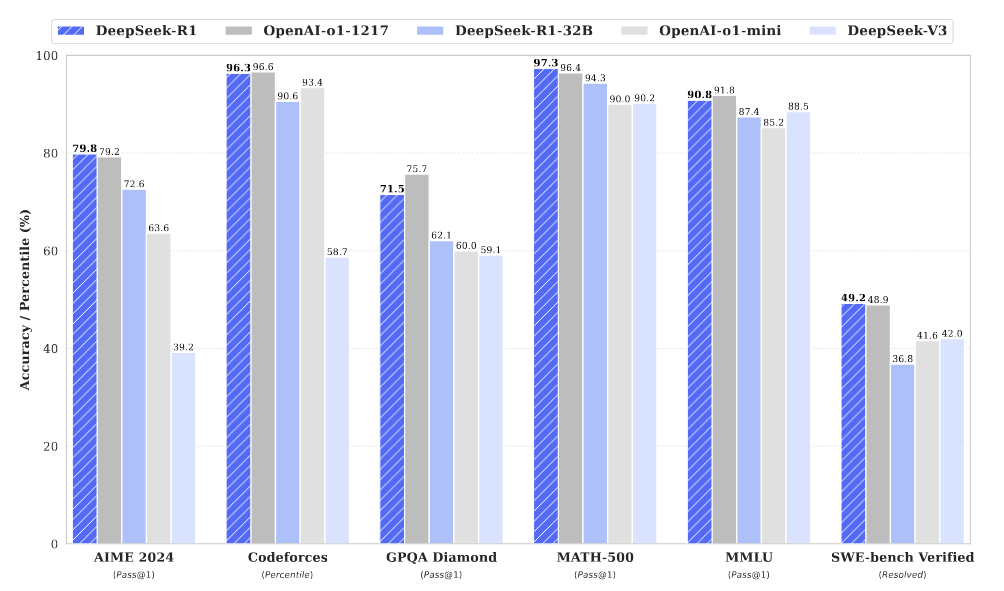 DeepSeek-R1 OpenAI-o1-1217 DeepSeek-R1-32B OpenAI-o1-mini DeepSeek-V3
Accuracy / Percentile (%)
100
80
60
40
20
0
79.8 79.2 72.6 63.6 39.2
96.3 96.6 90.6 93.4 58.7
71.5 75.7 62.1 60.0 59.1
97.3 96.4 94.3 90.0 90.2
90.8 91.8 87.4 85.2 88.5
49.2 48.9 36.8 41.6 42.0
AIME 2024 Codeforces GPQA Diamond MATH-500 MMLU SWE-bench Verified
(Pass@1) (Percentile) (Pass@1) (Pass@1) (Pass@1) (Resolved)